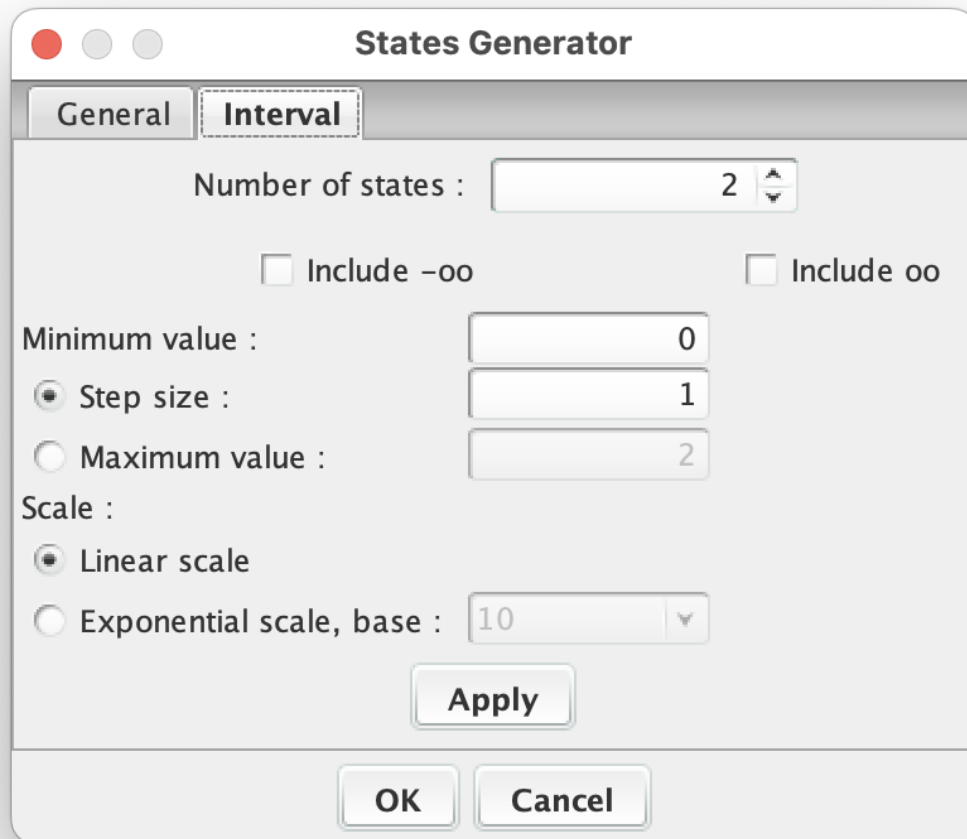 States Generator
General Interval
Number of states : 2
Include -oo Include oo
Minimum value : 0
Step size : 1
Maximum value : 2
Scale :
Linear scale
Exponential scale, base : 10
Apply
OK Cancel